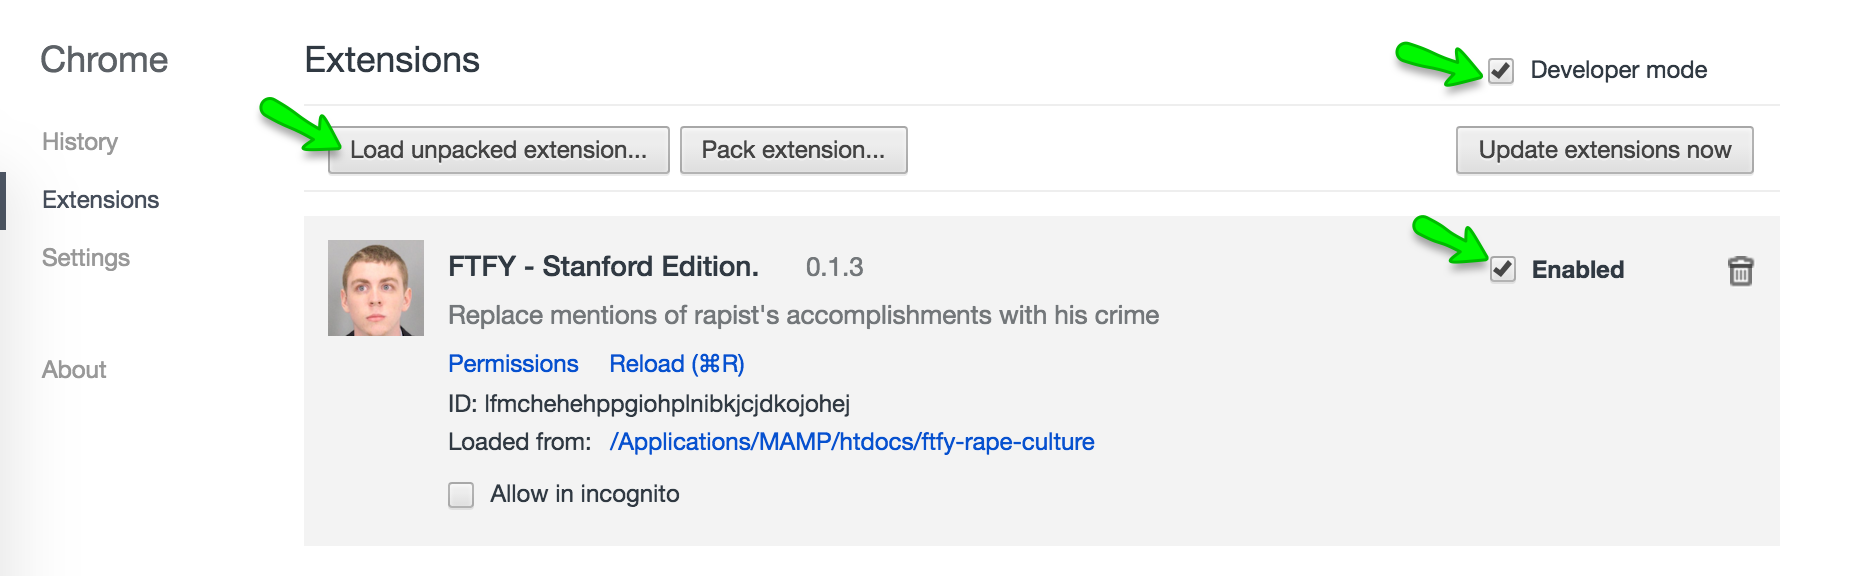 Chrome
History
Extensions
Settings
About
Extensions
Developer mode
Load unpacked extension...
Pack extension...
Update extensions now
FTFY - Stanford Edition. 0.1.3
Enabled
Replace mentions of rapist's accomplishments with his crime
Permissions Reload (⌘R)
ID: lfmchehehppgiohplnibkjcjdkojohej
Loaded from: /Applications/MAMP/htdocs/ftfy-rape-culture
Allow in incognito